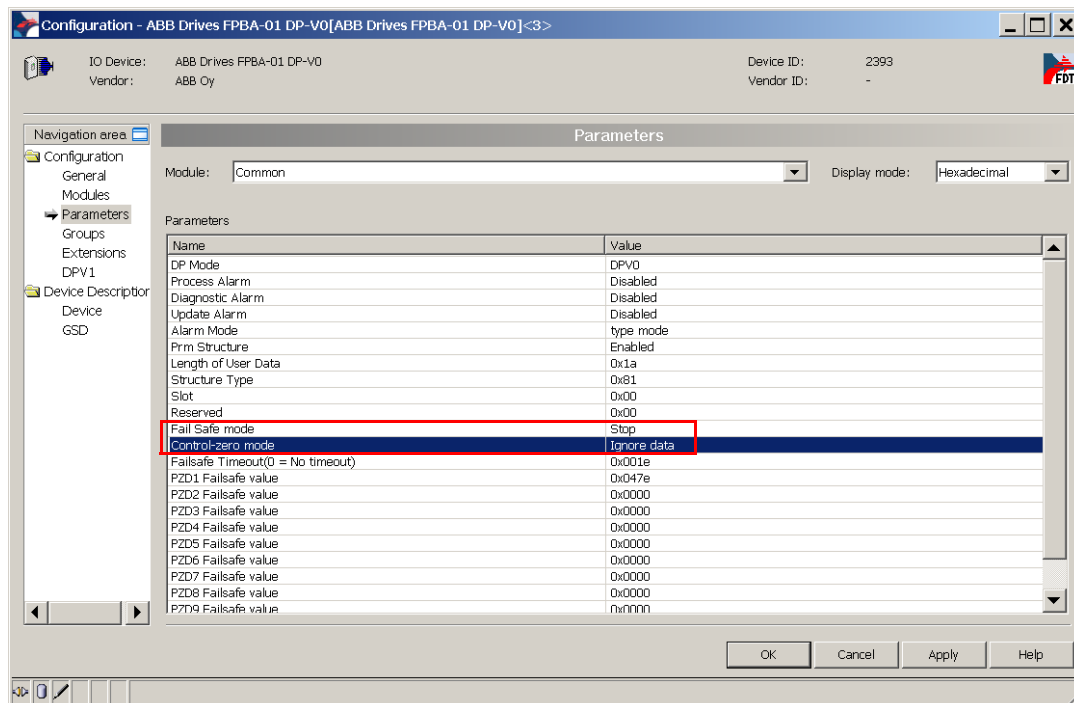 Configuration - ABB Drives FPBA-01 DP-V0[ABB Drives FPBA-01 DP-V0]<3>
IO Device: ABB Drives FPBA-01 DP-V0 Device ID: 2393
Vendor: ABB Oy Vendor ID: -
FDT
Navigation area Parameters
Configuration
General
Modules
Parameters
Groups
Extensions
DPV1
Device Description
Device
GSD
Module: Common Display mode: Hexadecimal
Parameters
Name Value
DP Mode DPV0
Process Alarm Disabled
Diagnostic Alarm Disabled
Update Alarm Disabled
Alarm Mode type mode
Prm Structure Enabled
Length of User Data 0x1a
Structure Type 0x81
Slot 0x00
Reserved 0x00
Fail Safe mode Stop
Control-zero mode Ignore data
Failsafe Timeout(0 = No timeout) 0x001e
PZD1 Failsafe value 0x047e
PZD2 Failsafe value 0x0000
PZD3 Failsafe value 0x0000
PZD4 Failsafe value 0x0000
PZD5 Failsafe value 0x0000
PZD6 Failsafe value 0x0000
PZD7 Failsafe value 0x0000
PZD8 Failsafe value 0x0000
PZD9 Failsafe value 0x0000
OK Cancel Apply Help